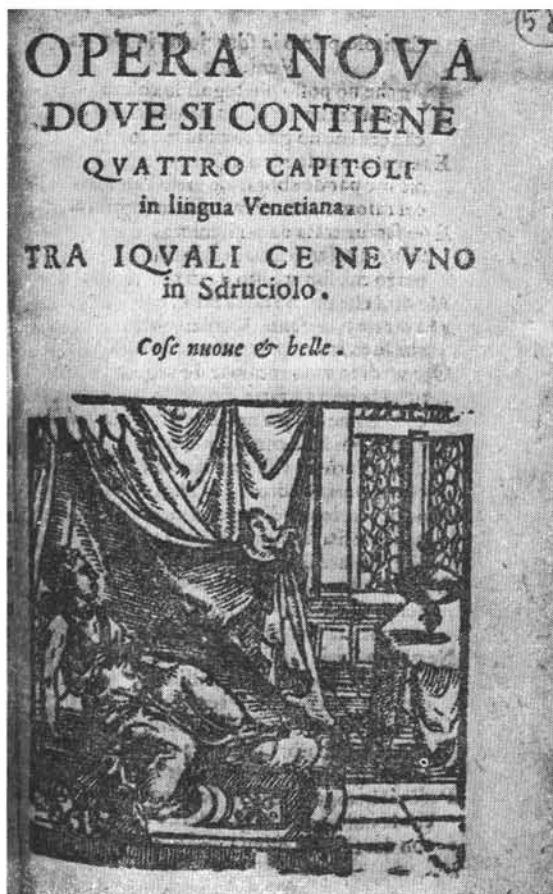 OPERA NOVA
DOVE SI CONTIENE
QVATTRO CAPITOLI
in lingua Venetiana.
TRA IQVALI CE NE VNO
in Sdruciolo.
Coſe nuoue & belle.